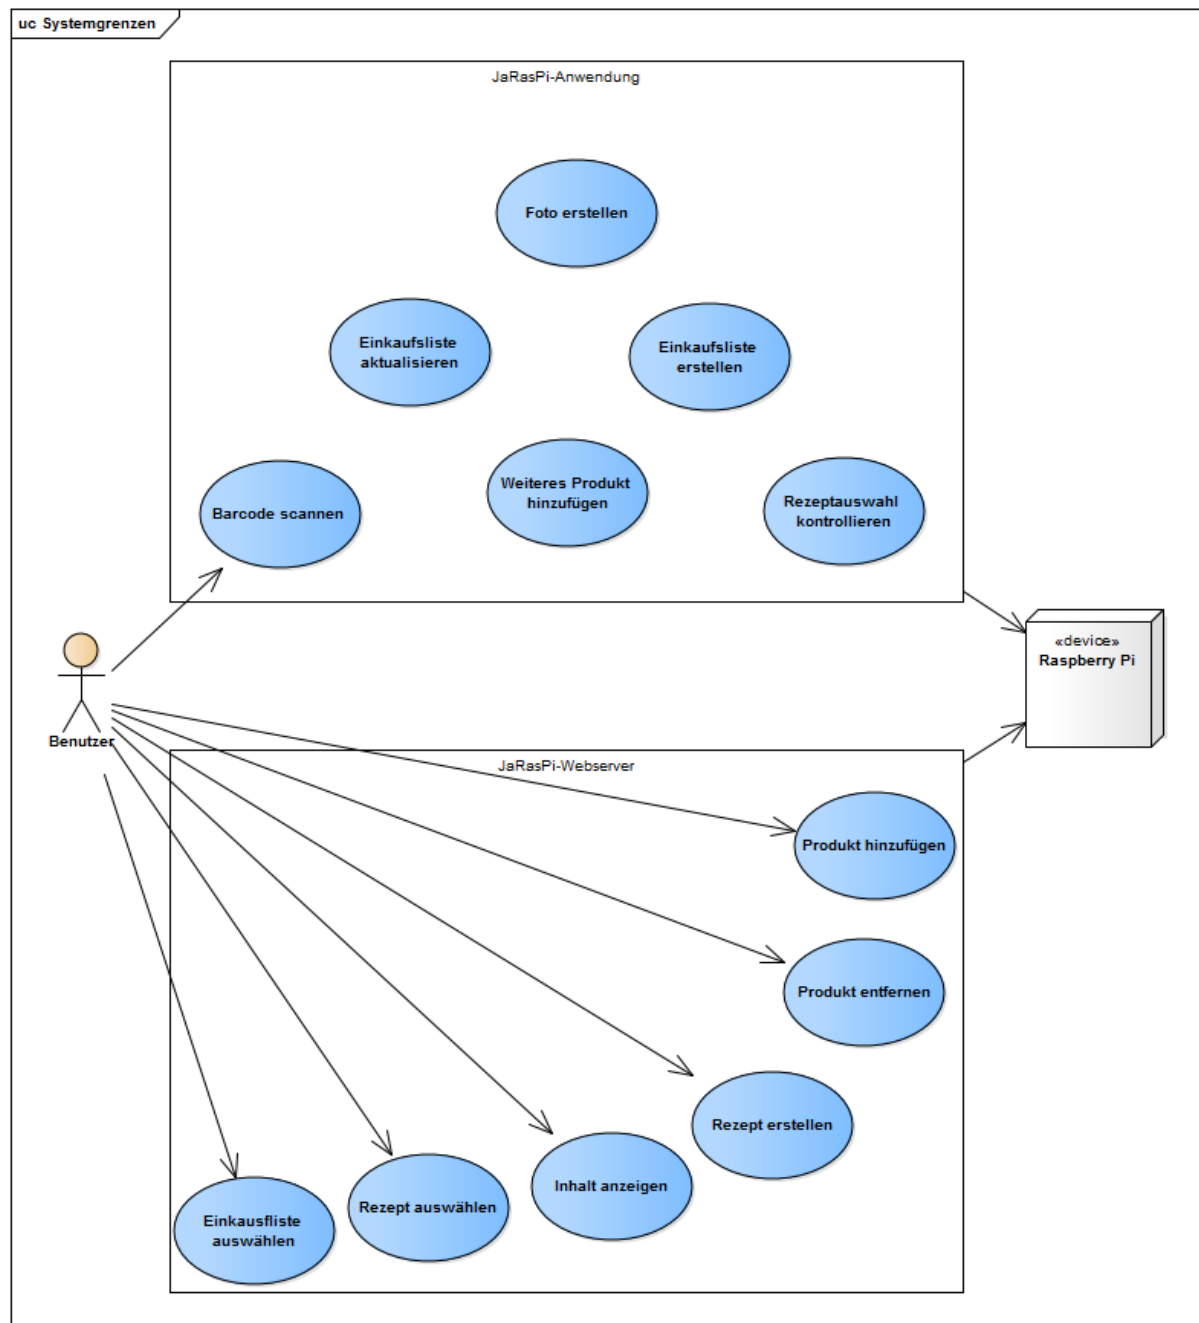 uc Systemgrenzen
JaRasPi-Anwendung
Foto erstellen
Einkaufsliste
aktualisieren
Einkaufsliste
erstellen
Barcode scannen
Weiteres Produkt
hinzufügen
Rezeptauswahl
kontrollieren
«device»
Raspberry Pi
Benutzer
JaRasPi-Webserver
Produkt hinzufügen
Produkt entfernen
Rezept erstellen
Inhalt anzeigen
Rezept auswählen
Einkausfliste
auswählen